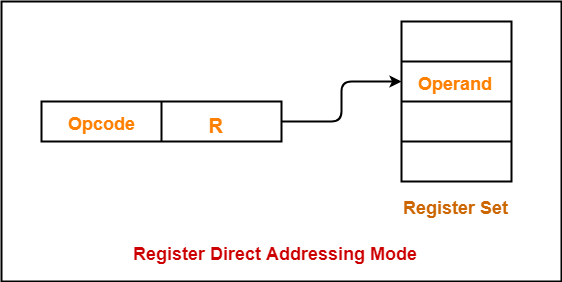 Operand
Opcode R
Register Set
Register Direct Addressing Mode